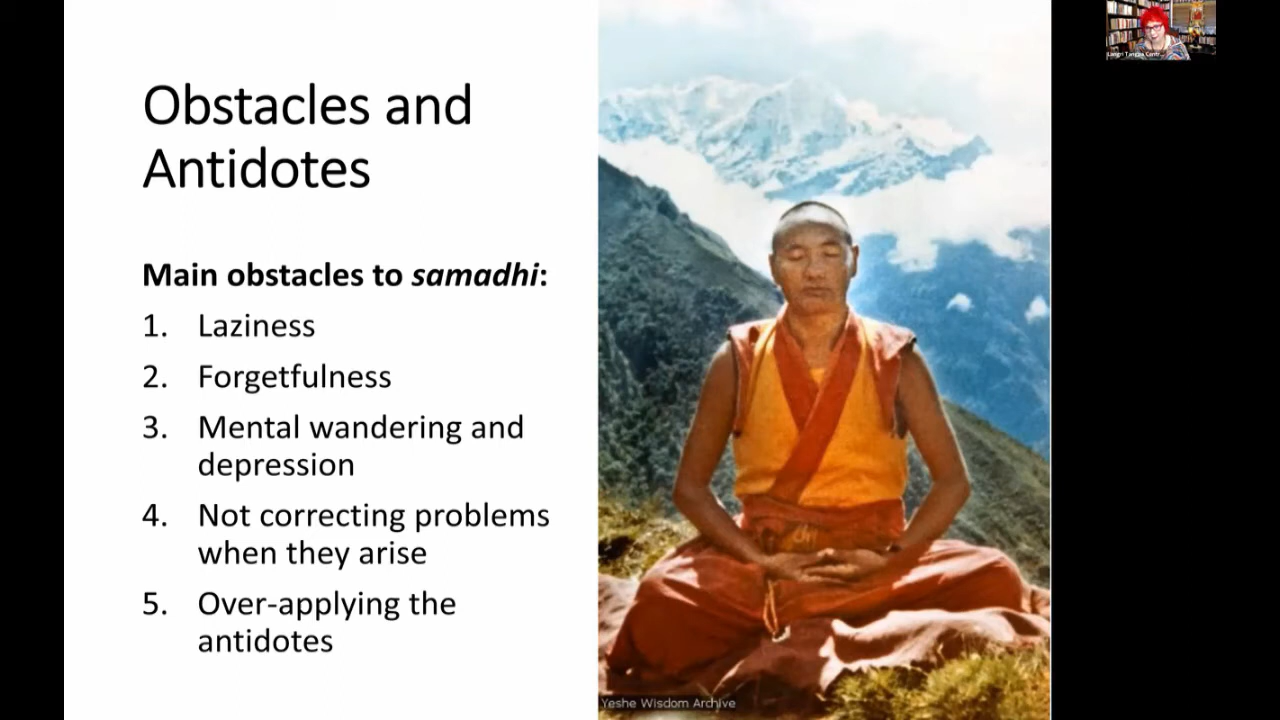 Obstacles and
Antidotes
Main obstacles to samadhi:
1. Laziness
2. Forgetfulness
3. Mental wandering and
depression
4. Not correcting problems
when they arise
5. Over-applying the
antidotes
Yeshe Wisdom Archive